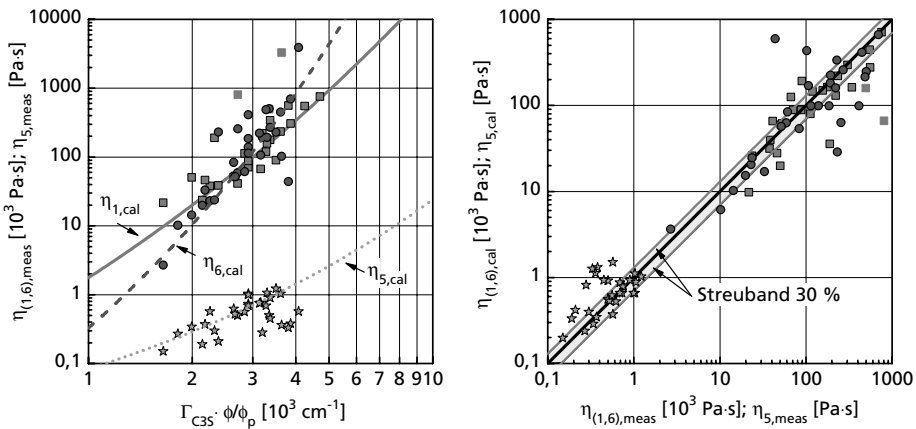 10000
1000
100
10
1
0,1
η(1,6),meas [10³ Pa·s]; η5,meas [Pa·s]
η1,cal
η6,cal
η5,cal
1 2 3 4 5 6 7 8 9 10
ΓC3S· ϕ/ϕp [10³ cm⁻¹]
1000
100
10
1
0,1
η(1,6),cal [10³ Pa·s]; η5,cal [Pa·s]
Streuband 30 %
0,1 1 10 100 1000
η(1,6),meas [10³ Pa·s]; η5,meas [Pa·s]